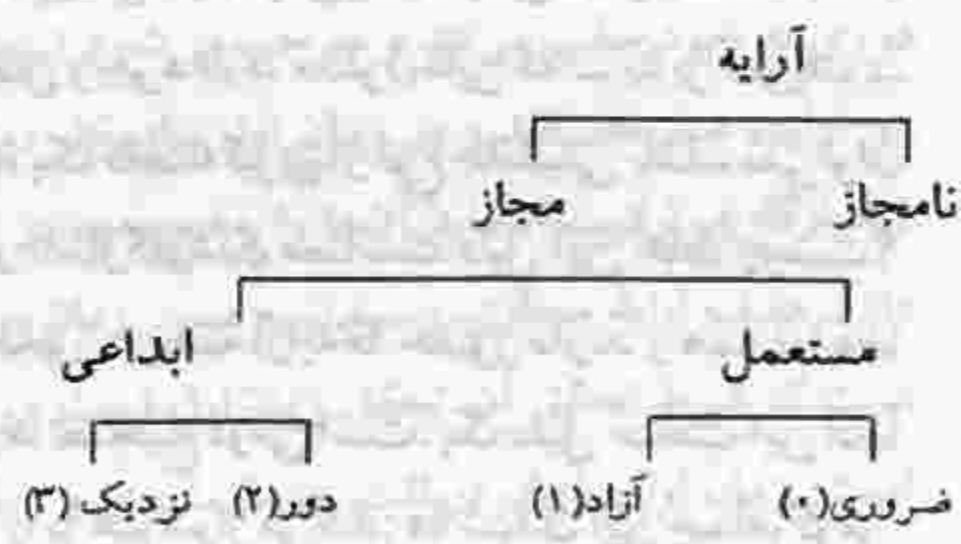 آرایه
نامجاز مجاز
مستعمل ابداعی
ضروری(۰) آزاد(۱) دور(۲) نزدیک (۳)